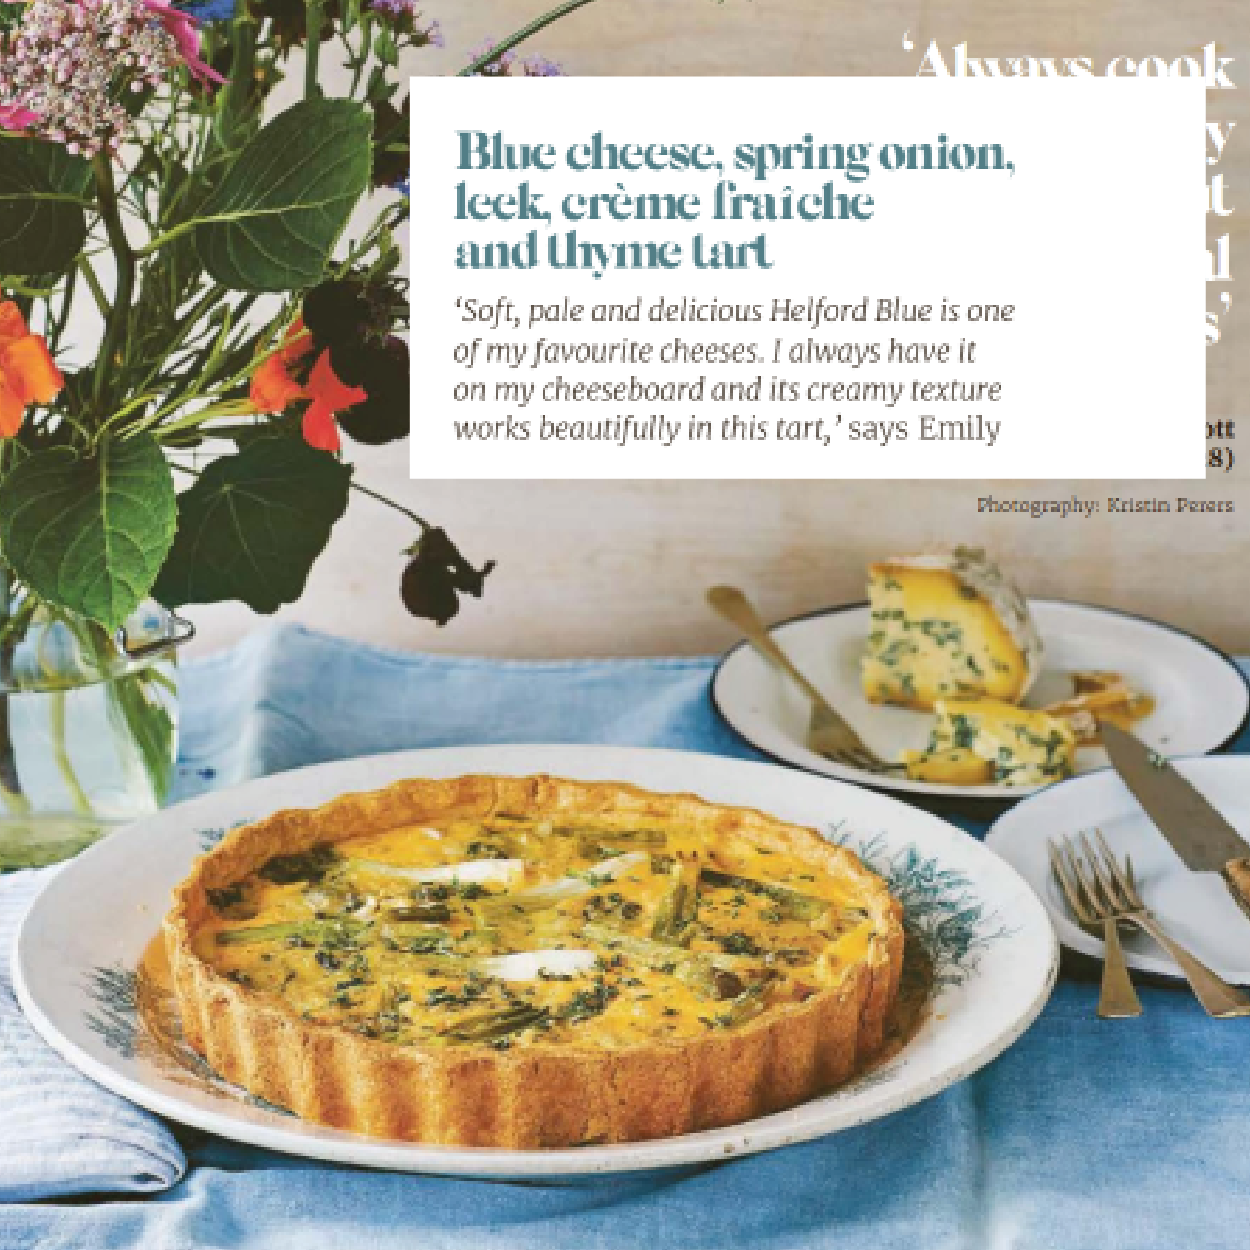 ‘Always cook
Blue cheese, spring onion,
leek, crème fraîche
and thyme tart
‘Soft, pale and delicious Helford Blue is one
of my favourite cheeses. I always have it
on my cheeseboard and its creamy texture
works beautifully in this tart,’ says Emily
Photography: Kristin Perers